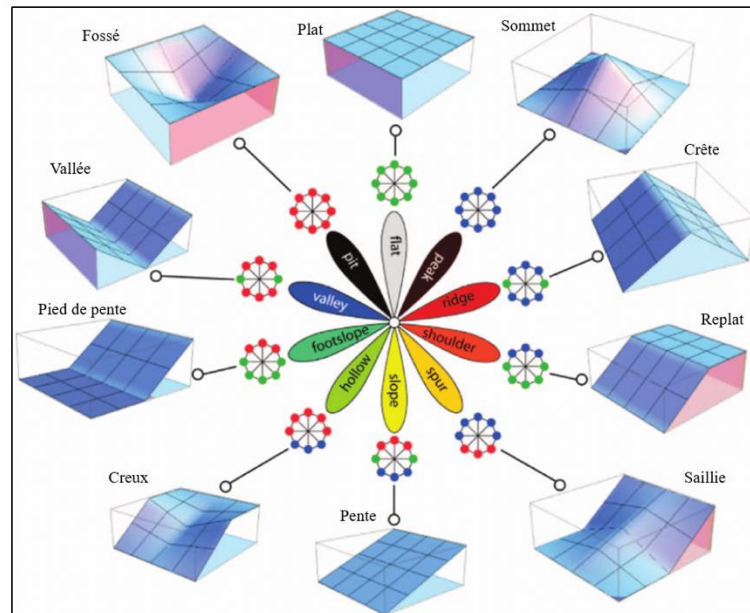 Fossé
Plat
Sommet
Vallée
Crête
Pied de pente
Replat
Creux
Pente
Saillie
flat
peak
ridge
shoulder
spur
slope
hollow
footslope
valley
pit